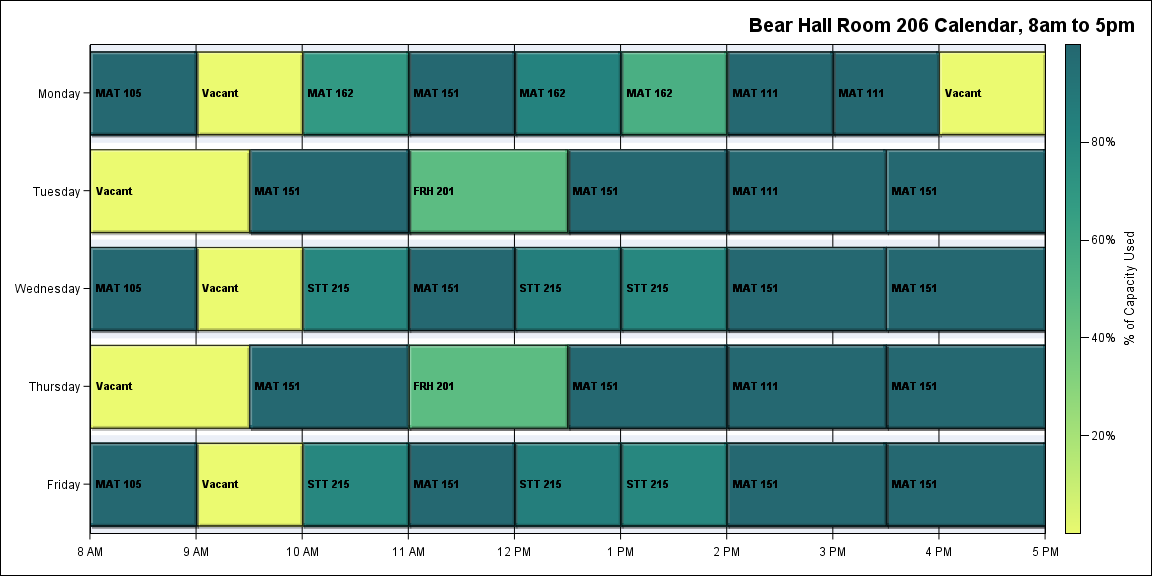 Bear Hall Room 206 Calendar, 8am to 5pm
Monday
MAT 105
Vacant
MAT 162
MAT 151
MAT 162
MAT 162
MAT 111
MAT 111
Vacant
Tuesday
Vacant
MAT 151
FRH 201
MAT 151
MAT 111
MAT 151
Wednesday
MAT 105
Vacant
STT 215
MAT 151
STT 215
STT 215
MAT 151
MAT 151
Thursday
Vacant
MAT 151
FRH 201
MAT 151
MAT 111
MAT 151
Friday
MAT 105
Vacant
STT 215
MAT 151
STT 215
STT 215
MAT 151
MAT 151
8 AM
9 AM
10 AM
11 AM
12 PM
1 PM
2 PM
3 PM
4 PM
5 PM
80%
60%
40%
20%
% of Capacity Used